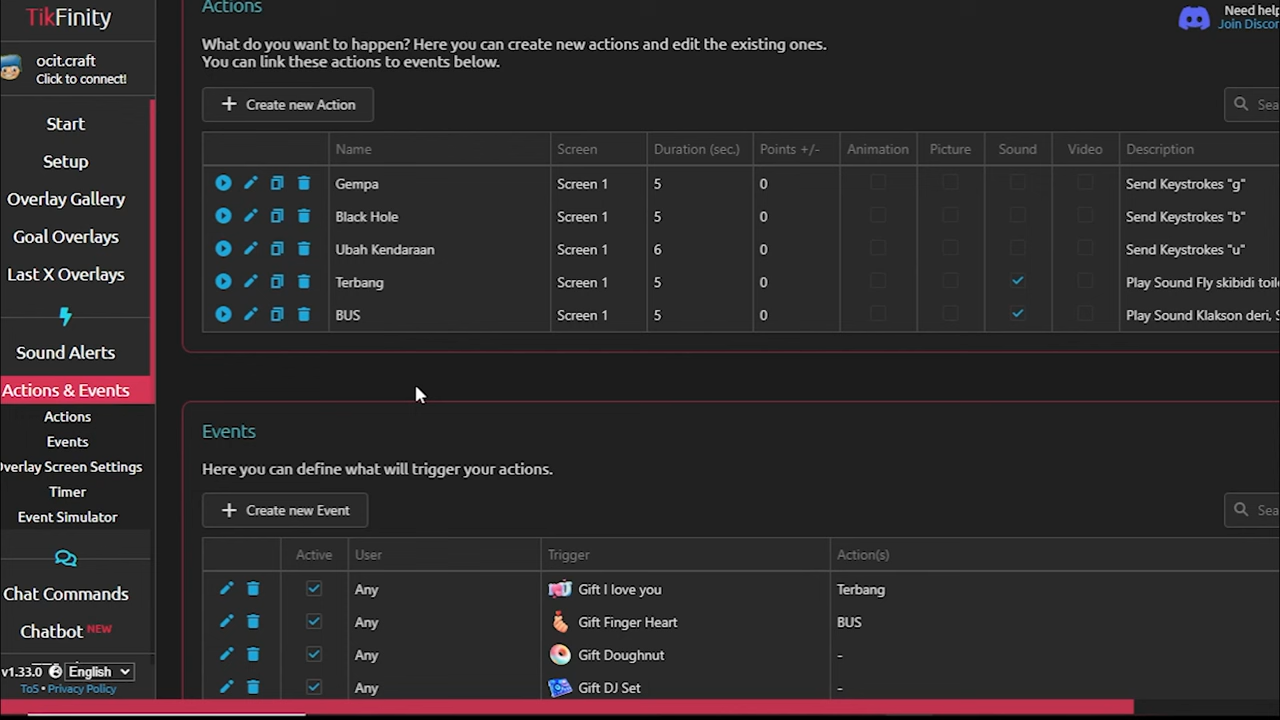 TikFinity
ocit.craft
Click to connect!
Start
Setup
Overlay Gallery
Goal Overlays
Last X Overlays
Sound Alerts
Actions & Events
Actions
Events
verlay Screen Settings
Timer
Event Simulator
Chat Commands
Chatbot NEW
v1.33.0 English
ToS • Privacy Policy
Actions
Need help
Join Discor
What do you want to happen? Here you can create new actions and edit the existing ones.
You can link these actions to events below.
+ Create new Action
Sea
Name Screen Duration (sec.) Points +/- Animation Picture Sound Video Description
Gempa Screen 1 5 0 Send Keystrokes "g"
Black Hole Screen 1 5 0 Send Keystrokes "b"
Ubah Kendaraan Screen 1 6 0 Send Keystrokes "u"
Terbang Screen 1 5 0 Play Sound Fly skibidi toile
BUS Screen 1 5 0 Play Sound Klakson deri, S
Events
Here you can define what will trigger your actions.
+ Create new Event
Sea
Active User Trigger Action(s)
Any Gift I love you Terbang
Any Gift Finger Heart BUS
Any Gift Doughnut -
Any Gift DJ Set -